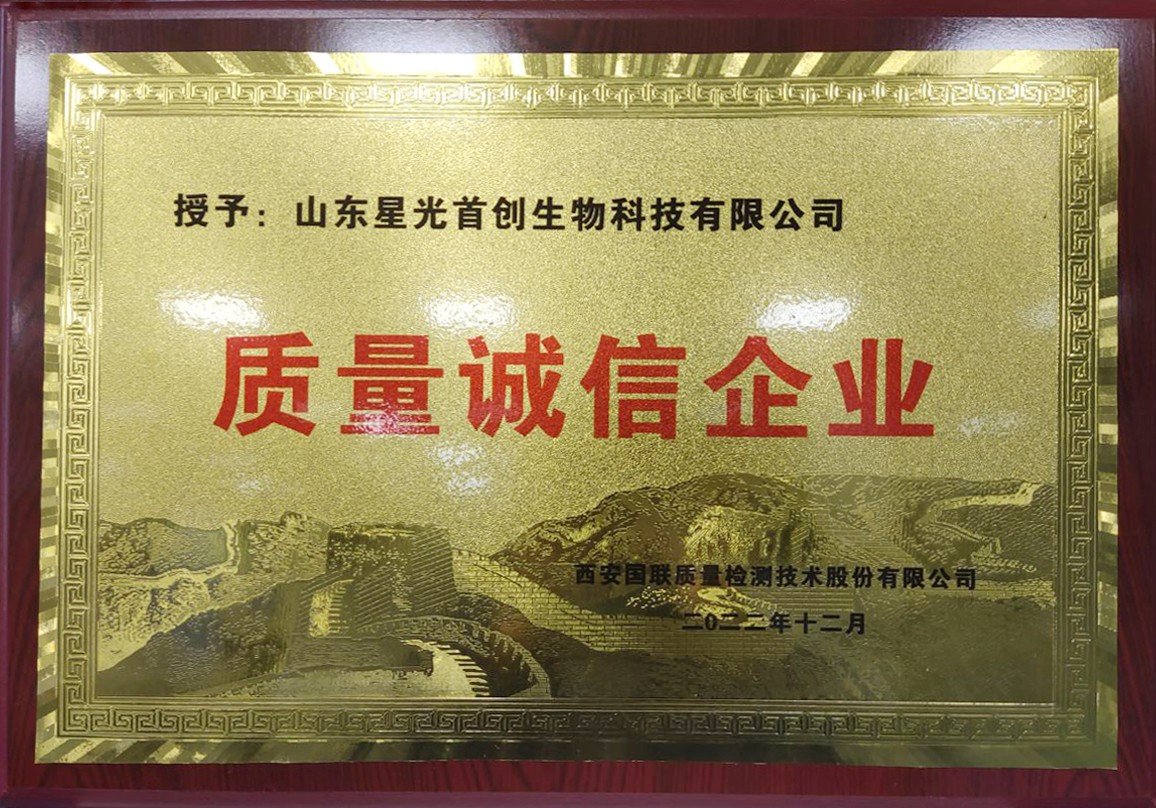 授予：山东星光首创生物科技有限公司
质量诚信企业
西安国联质量检测技术股份有限公司
二0二二年十二月